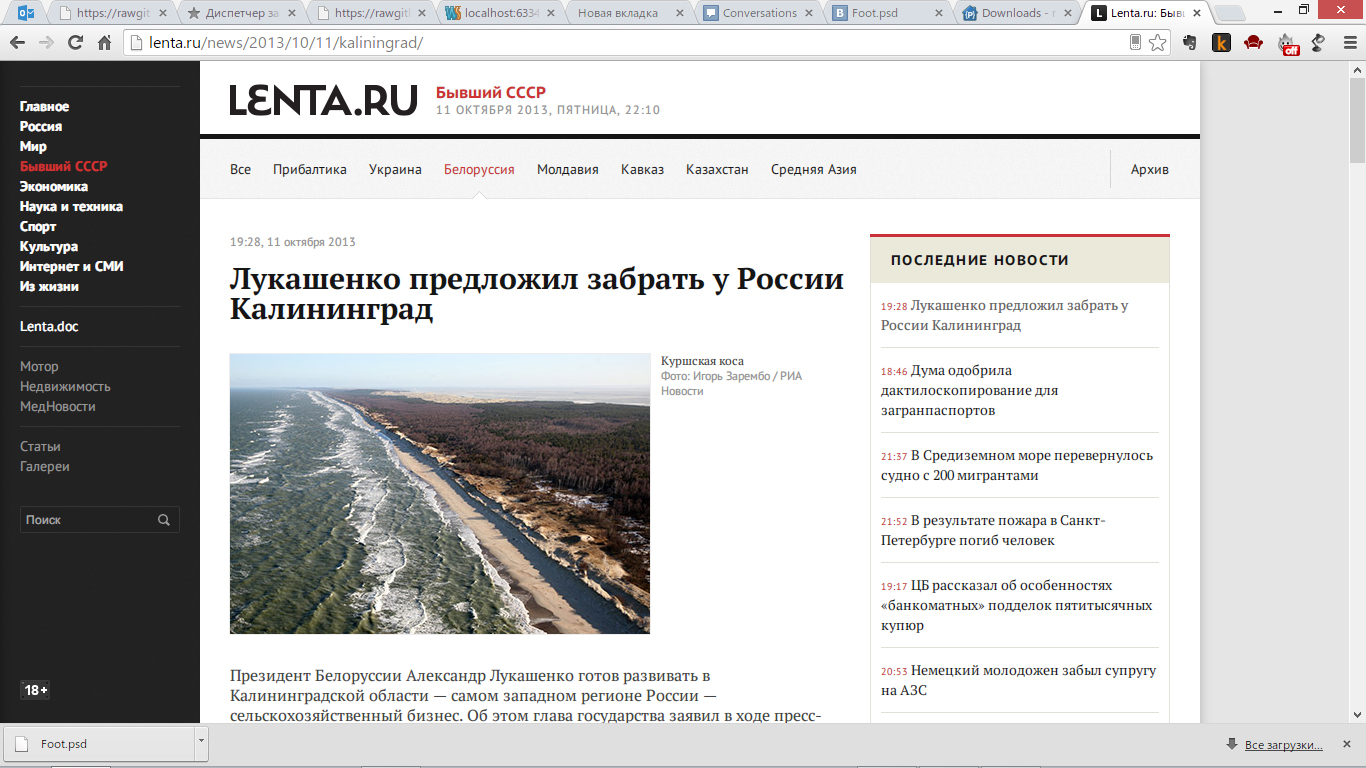 https://rawgit
Диспетчер за
https://rawgit
localhost:6334
Новая вкладка
Conversations
Foot.psd
Downloads - r
Lenta.ru: Бывш
lenta.ru/news/2013/10/11/kaliningrad/
off
Главное
Россия
Мир
Бывший СССР
Экономика
Наука и техника
Спорт
Культура
Интернет и СМИ
Из жизни
Lenta.doc
Мотор
Недвижимость
МедНовости
Статьи
Галереи
Поиск
18+
LENTA.RU
Бывший СССР
11 ОКТЯБРЯ 2013, ПЯТНИЦА, 22:10
Все Прибалтика Украина Белоруссия Молдавия Кавказ Казахстан Средняя Азия Архив
19:28, 11 октября 2013
Лукашенко предложил забрать у России
Калининград
Куршская коса
Фото: Игорь Зарембо / РИА
Новости
Президент Белоруссии Александр Лукашенко готов развивать в
Калининградской области — самом западном регионе России —
сельскохозяйственный бизнес. Об этом глава государства заявил в ходе пресс-
ПОСЛЕДНИЕ НОВОСТИ
19:28 Лукашенко предложил забрать у
России Калининград
18:46 Дума одобрила
дактилоскопирование для
загранпаспортов
21:37 В Средиземном море перевернулось
судно с 200 мигрантами
21:52 В результате пожара в Санкт-
Петербурге погиб человек
19:17 ЦБ рассказал об особенностях
«банкоматных» подделок пятитысячных
купюр
20:53 Немецкий молодожен забыл супругу
на АЗС
Foot.psd
Все загрузки...